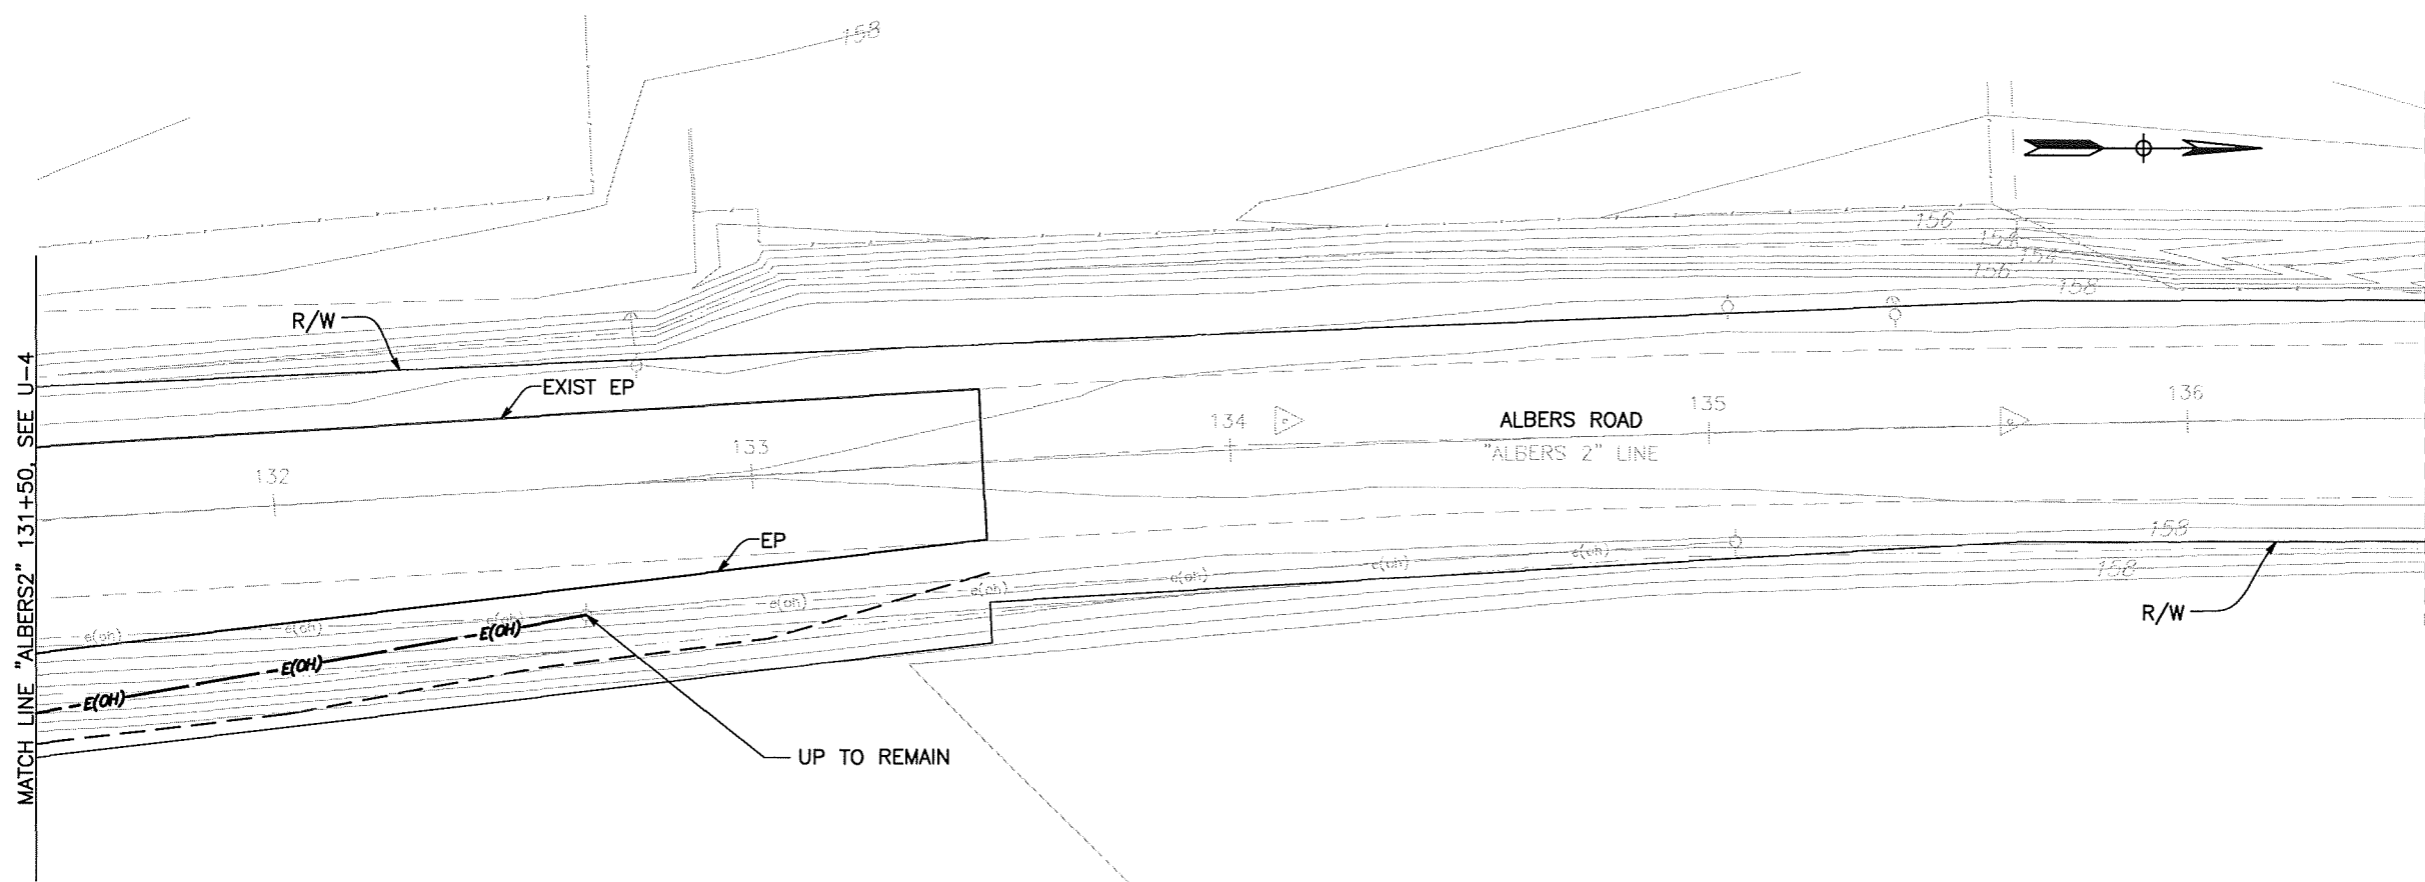 158
156
154
154
156
158
R/W
MATCH LINE "ALBERS2" 131+50, SEE U-4
EXIST EP
132
133
134
ALBERS ROAD
"ALBERS 2" LINE
135
136
EP
158
158
R/W
e(oh)
e(oh)
e(oh)
e(oh)
e(oh)
e(oh)
e(oh)
e(oh)
E(OH)
E(OH)
E(OH)
UP TO REMAIN